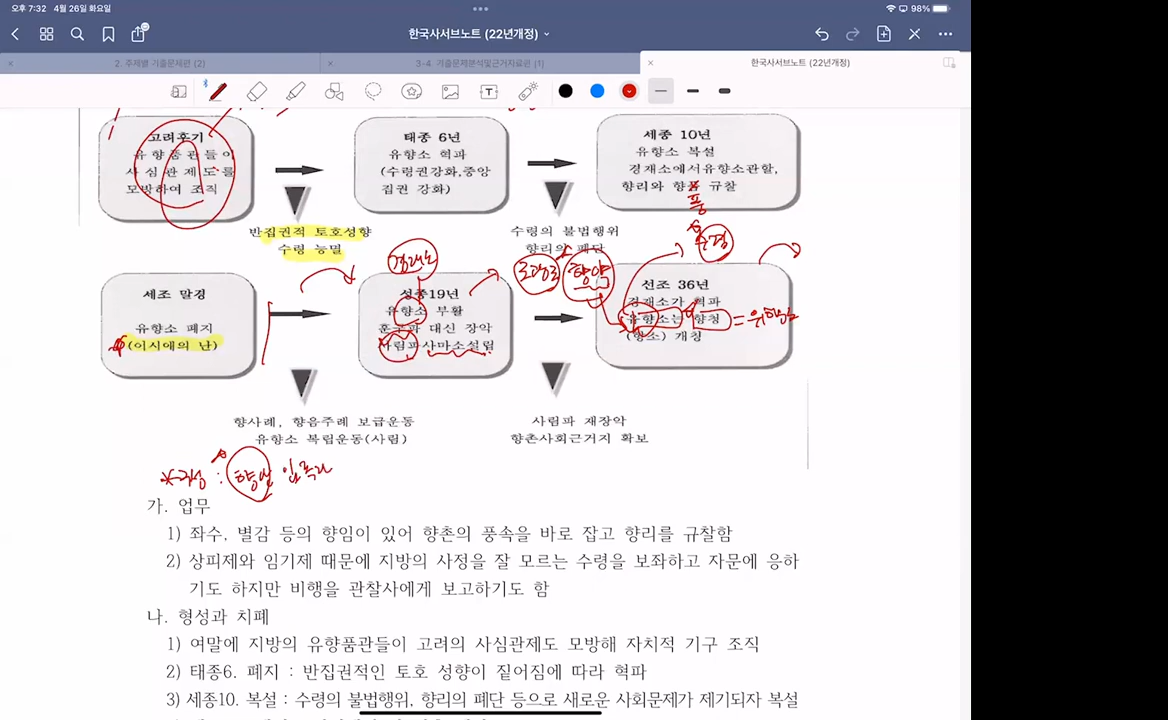 오후 7:32 4월 26일 화요일
98%
한국사서브노트 (22년개정)
2. 주제별 기출문제편 (2)
3-4. 기출문제분석및근거자료편 (1)
한국사서브노트 (22년개정)
고려후기
유향품관들이
사심관제도를
모방하여 조직
태종 6년
유향소 혁파
(수령권강화,중앙
집권 강화)
세종 10년
유향소 복설
경재소에서유향소관할,
향리와 향풍 규찰
풍
반집권적 토호성향
수령 능멸
수령의 불법행위
향리의 폐단
향약
세조 말경
유향소 폐지
(이시애의 난)
성종19년
유향소 부활
훈구파 대신 장악
사림파사마소설립
선조 36년
경재소가 혁파
유향소는 향청
(향소) 개칭
향사례, 향음주례 보급운동
유향소 복립운동(사림)
사림파 재장악
향촌사회근거지 확보
가. 업무
1) 좌수, 별감 등의 향임이 있어 향촌의 풍속을 바로 잡고 향리를 규찰함
2) 상피제와 임기제 때문에 지방의 사정을 잘 모르는 수령을 보좌하고 자문에 응하
기도 하지만 비행을 관찰사에게 보고하기도 함
나. 형성과 치폐
1) 여말에 지방의 유향품관들이 고려의 사심관제도 모방해 자치적 기구 조직
2) 태종6. 폐지 : 반집권적인 토호 성향이 짙어짐에 따라 혁파
3) 세종10. 복설 : 수령의 불법행위, 향리의 폐단 등으로 새로운 사회문제가 제기되자 복설